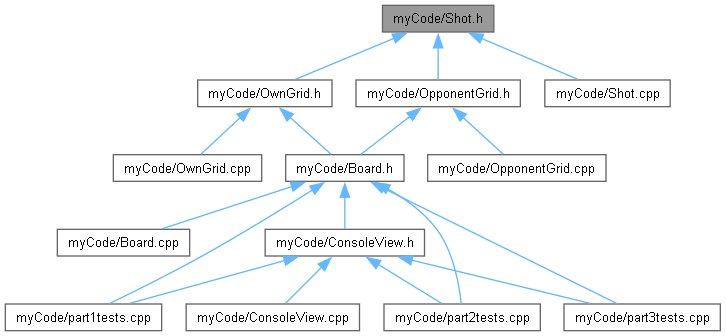 myCode/Shot.h
myCode/OwnGrid.h
myCode/OpponentGrid.h
myCode/Shot.cpp
myCode/OwnGrid.cpp
myCode/Board.h
myCode/OpponentGrid.cpp
myCode/Board.cpp
myCode/ConsoleView.h
myCode/part1tests.cpp
myCode/ConsoleView.cpp
myCode/part2tests.cpp
myCode/part3tests.cpp